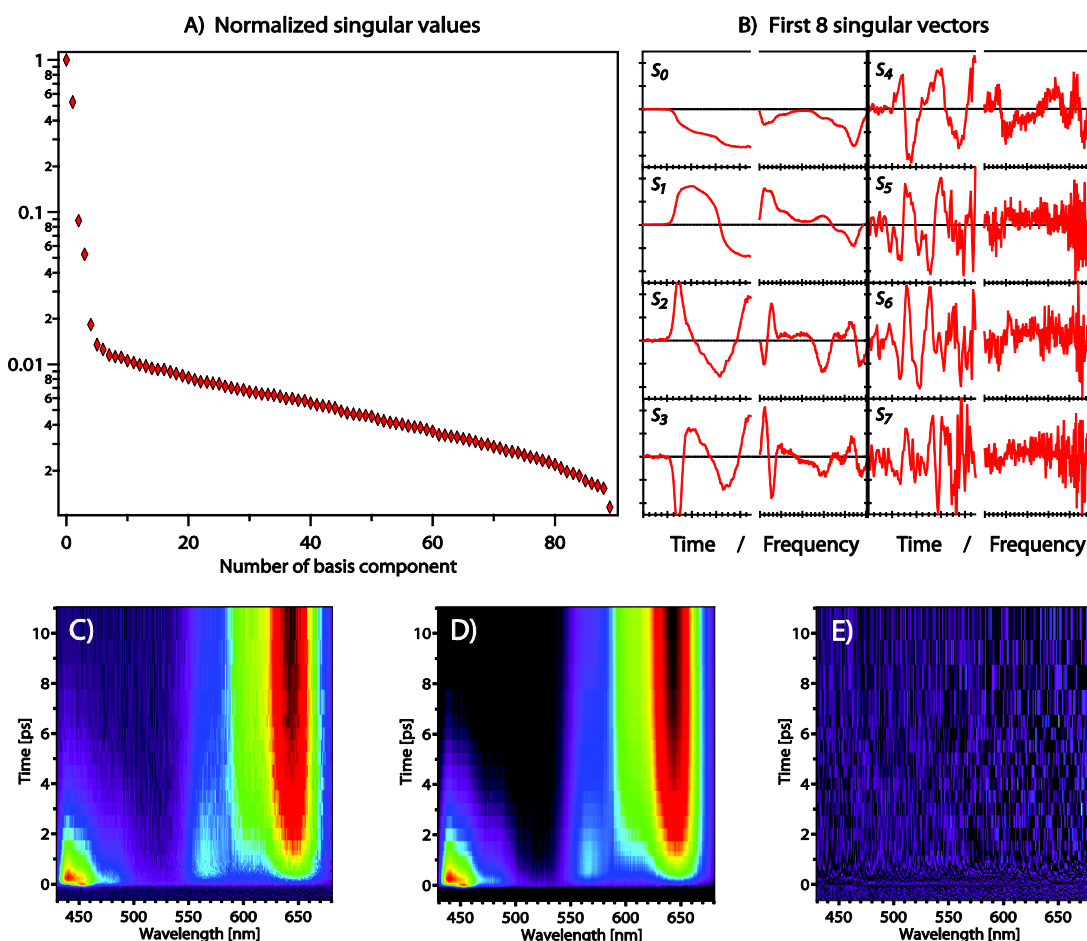 A) Normalized singular values
1
8
6
4
2
0.1
8
6
4
2
0.01
8
6
4
2
0 20 40 60 80
Number of basis component
B) First 8 singular vectors
S0 S4
S1 S5
S2 S6
S3 S7
Time / Frequency Time / Frequency
C)
10
8
6
4
2
0
Time [ps]
450 500 550 600 650
Wavelength [nm]
D)
10
8
6
4
2
0
Time [ps]
450 500 550 600 650
Wavelength [nm]
E)
10
8
6
4
2
0
Time [ps]
450 500 550 600 650
Wavelength [nm]